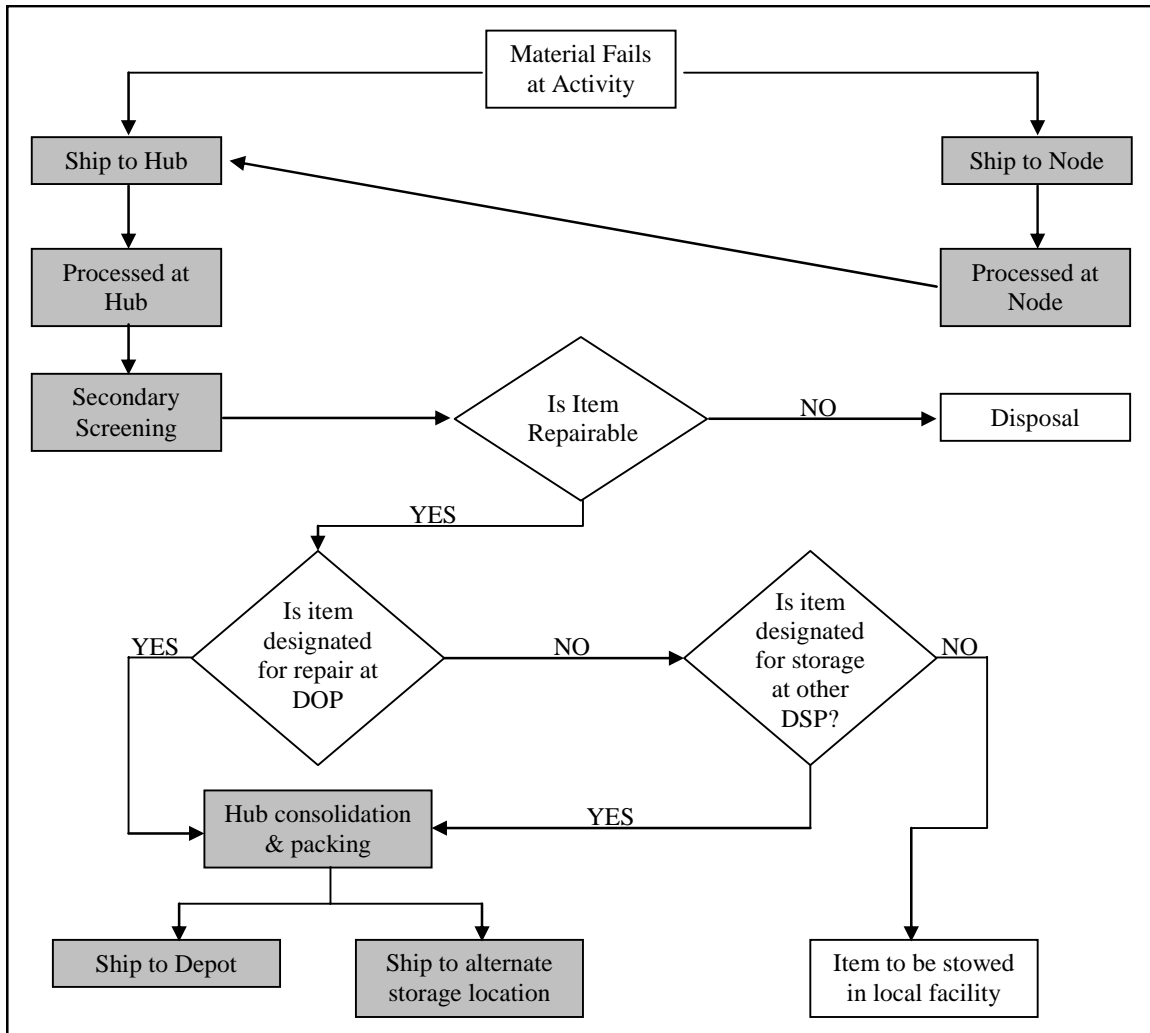 Material Fails
at Activity
Ship to Hub
Ship to Node
Processed at
Hub
Processed at
Node
Secondary
Screening
Is Item
Repairable
NO
Disposal
YES
Is item
designated
for repair at
DOP
YES
NO
Is item
designated
for storage
at other
DSP?
NO
Hub consolidation
& packing
YES
Ship to Depot
Ship to alternate
storage location
Item to be stowed
in local facility